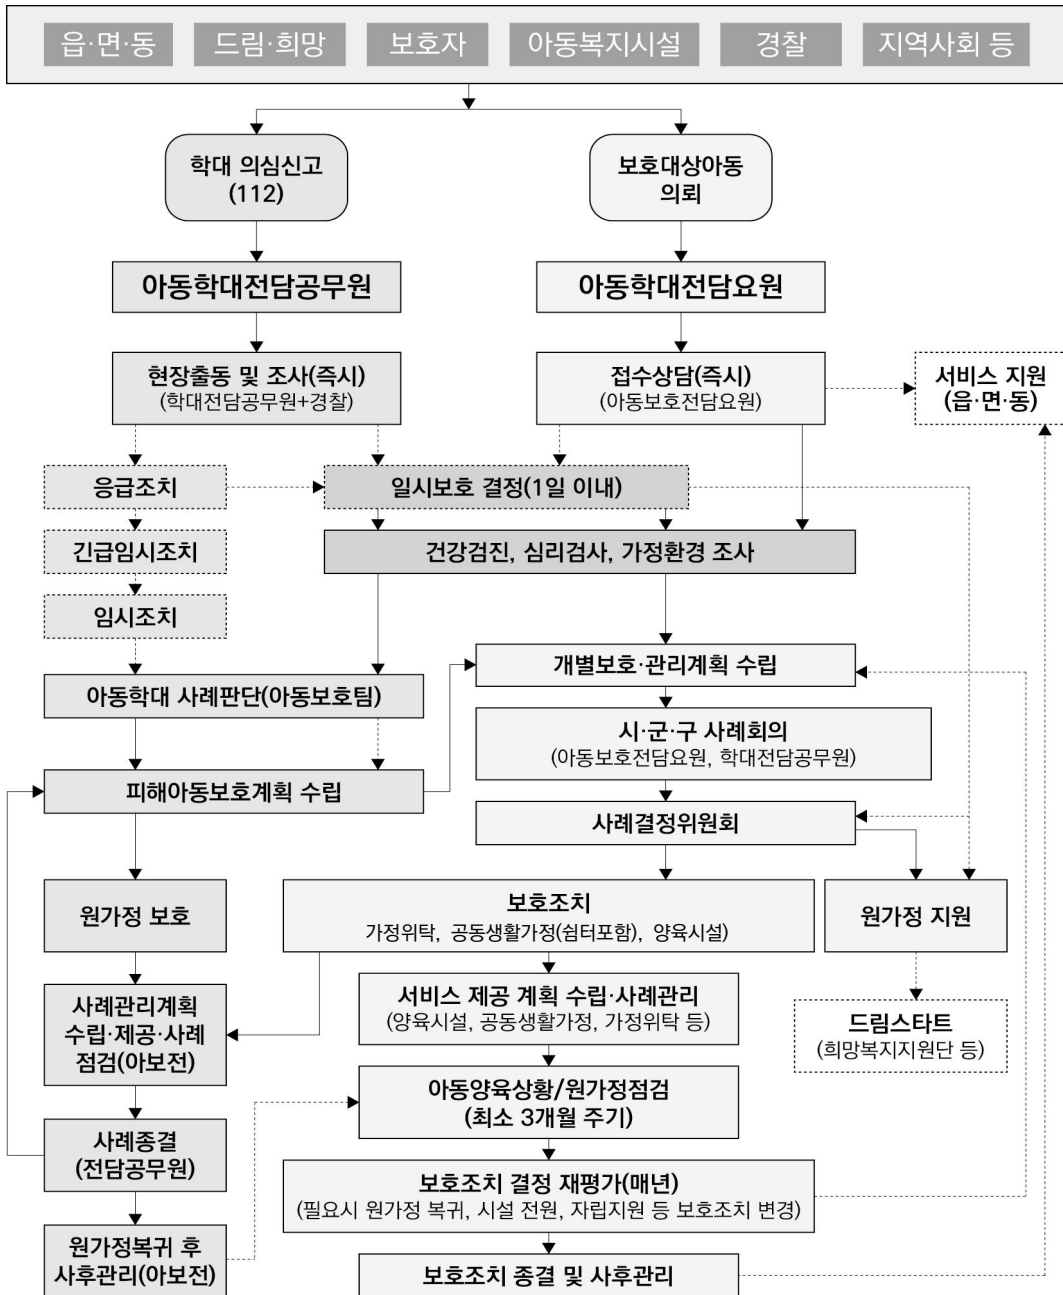 읍·면·동
드림·희망
보호자
아동복지시설
경찰
지역사회 등
학대 의심신고
(112)
보호대상아동
의뢰
아동학대전담공무원
아동학대전담요원
현장출동 및 조사(즉시)
(학대전담공무원+경찰)
접수상담(즉시)
(아동보호전담요원)
서비스 지원
(읍·면·동)
응급조치
일시보호 결정(1일 이내)
긴급임시조치
건강검진, 심리검사, 가정환경 조사
임시조치
개별보호·관리계획 수립
아동학대 사례판단(아동보호팀)
시·군·구 사례회의
(아동보호전담요원, 학대전담공무원)
피해아동보호계획 수립
사례결정위원회
원가정 보호
보호조치
가정위탁, 공동생활가정(쉼터포함), 양육시설)
원가정 지원
사례관리계획
수립·제공·사례
점검(아보전)
서비스 제공 계획 수립·사례관리
(양육시설, 공동생활가정, 가정위탁 등)
드림스타트
(희망복지지원단 등)
아동양육상황/원가정점검
(최소 3개월 주기)
사례종결
(전담공무원)
보호조치 결정 재평가(매년)
(필요시 원가정 복귀, 시설 전원, 자립지원 등 보호조치 변경)
원가정복귀 후
사후관리(아보전)
보호조치 종결 및 사후관리